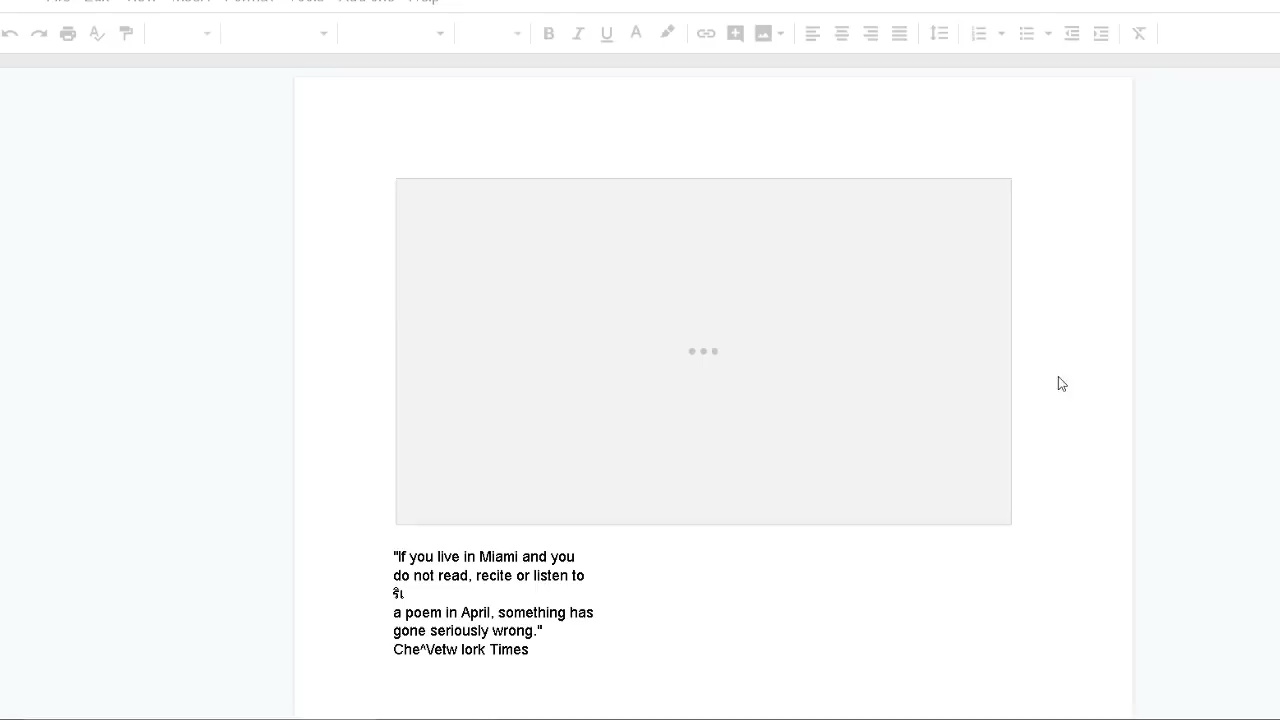 "If you live in Miami and you
do not read, recite or listen to
a poem in April, something has
gone seriously wrong."
Che^Vetw lork Times